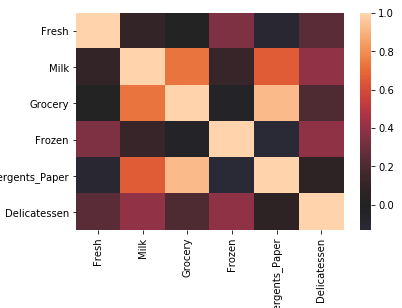 Fresh
Milk
Grocery
Frozen
ergents_Paper
Delicatessen
Fresh
Milk
Grocery
Frozen
ergents_Paper
Delicatessen
1.0
0.8
0.6
0.4
0.2
0.0